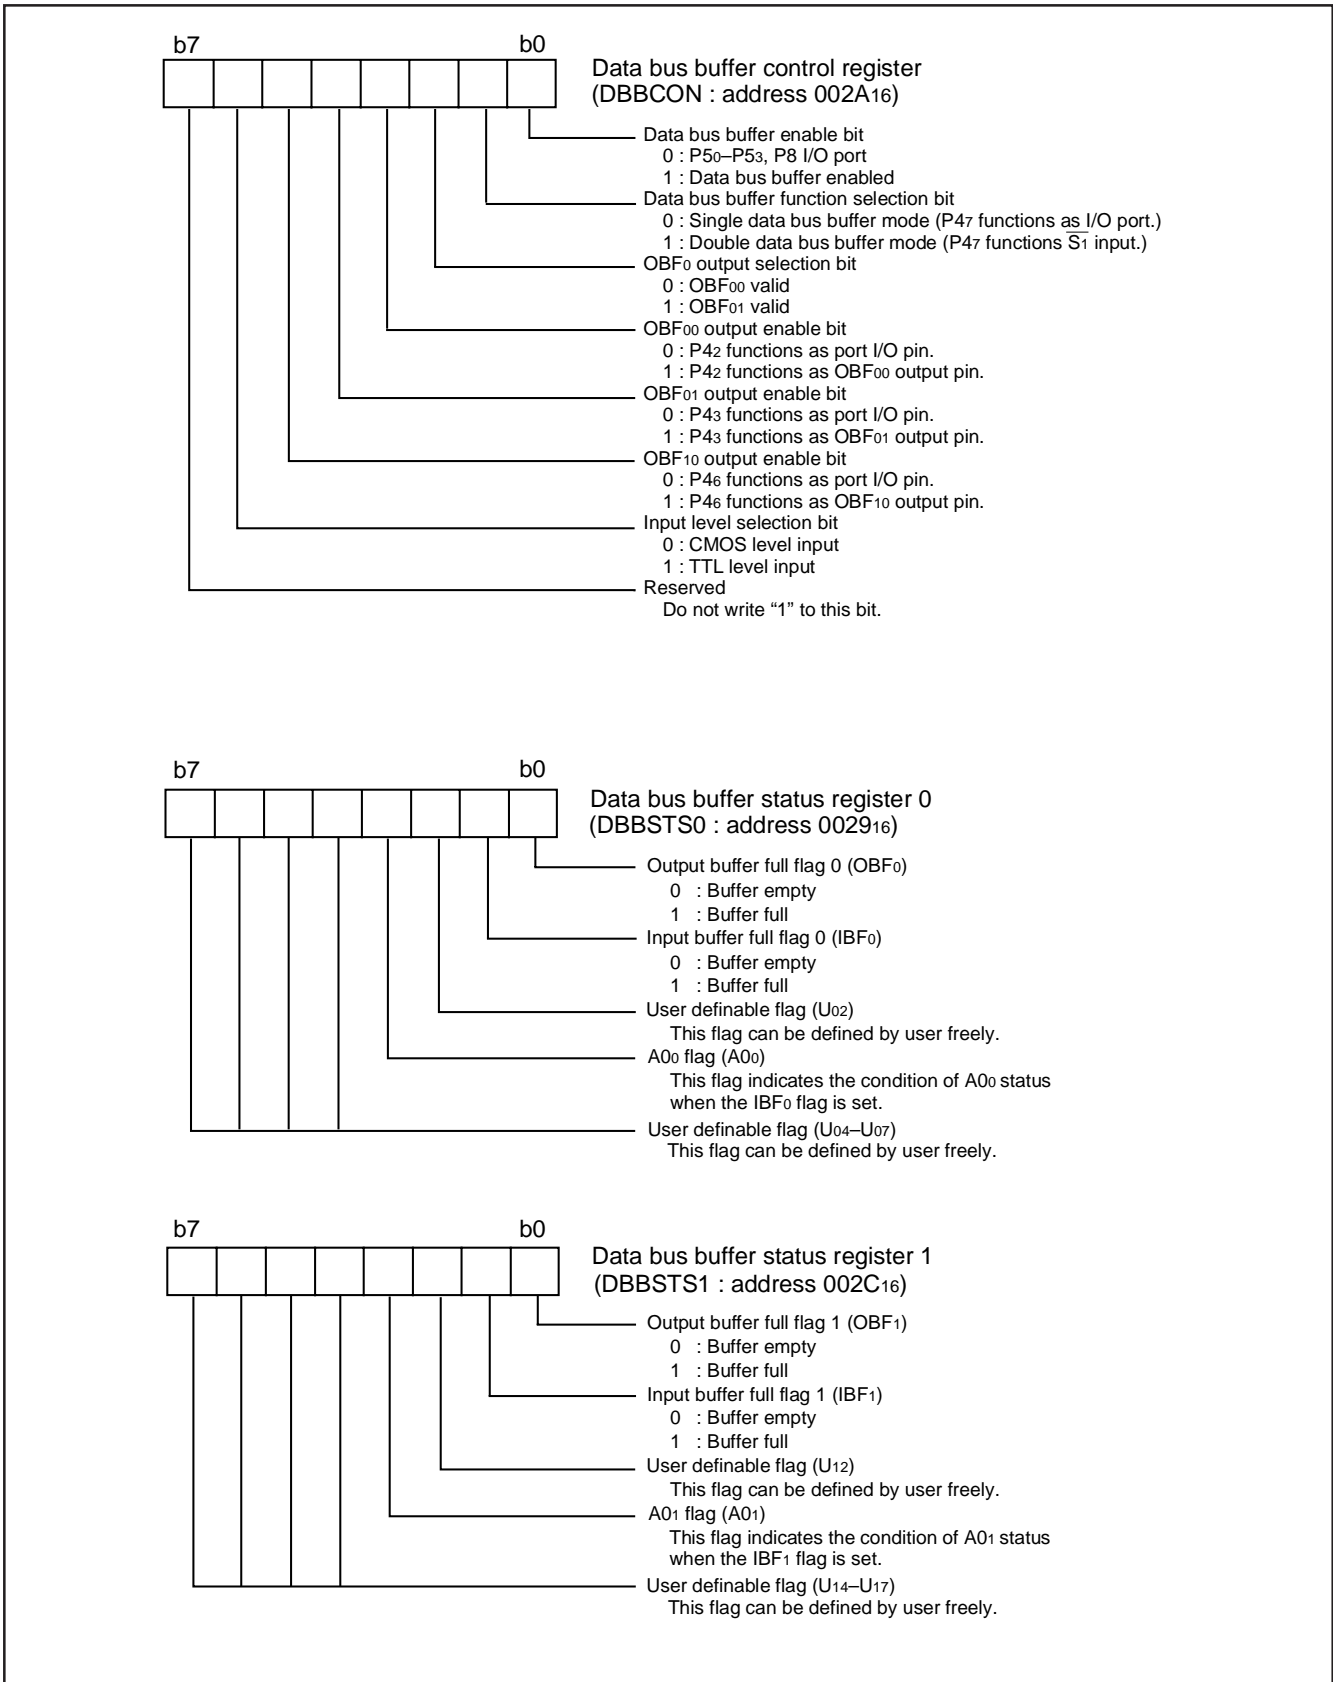 b7 b0
Data bus buffer control register
(DBBCON : address 002A16)
Data bus buffer enable bit
0 : P50–P53, P8 I/O port
1 : Data bus buffer enabled
Data bus buffer function selection bit
0 : Single data bus buffer mode (P47 functions as I/O port.)
1 : Double data bus buffer mode (P47 functions S̅1̅ input.)
OBF0 output selection bit
0 : OBF00 valid
1 : OBF01 valid
OBF00 output enable bit
0 : P42 functions as port I/O pin.
1 : P42 functions as OBF00 output pin.
OBF01 output enable bit
0 : P43 functions as port I/O pin.
1 : P43 functions as OBF01 output pin.
OBF10 output enable bit
0 : P46 functions as port I/O pin.
1 : P46 functions as OBF10 output pin.
Input level selection bit
0 : CMOS level input
1 : TTL level input
Reserved
Do not write “1” to this bit.
b7 b0
Data bus buffer status register 0
(DBBSTS0 : address 002916)
Output buffer full flag 0 (OBF0)
0 : Buffer empty
1 : Buffer full
Input buffer full flag 0 (IBF0)
0 : Buffer empty
1 : Buffer full
User definable flag (U02)
This flag can be defined by user freely.
A00 flag (A00)
This flag indicates the condition of A00 status
when the IBF0 flag is set.
User definable flag (U04–U07)
This flag can be defined by user freely.
b7 b0
Data bus buffer status register 1
(DBBSTS1 : address 002C16)
Output buffer full flag 1 (OBF1)
0 : Buffer empty
1 : Buffer full
Input buffer full flag 1 (IBF1)
0 : Buffer empty
1 : Buffer full
User definable flag (U12)
This flag can be defined by user freely.
A01 flag (A01)
This flag indicates the condition of A01 status
when the IBF1 flag is set.
User definable flag (U14–U17)
This flag can be defined by user freely.